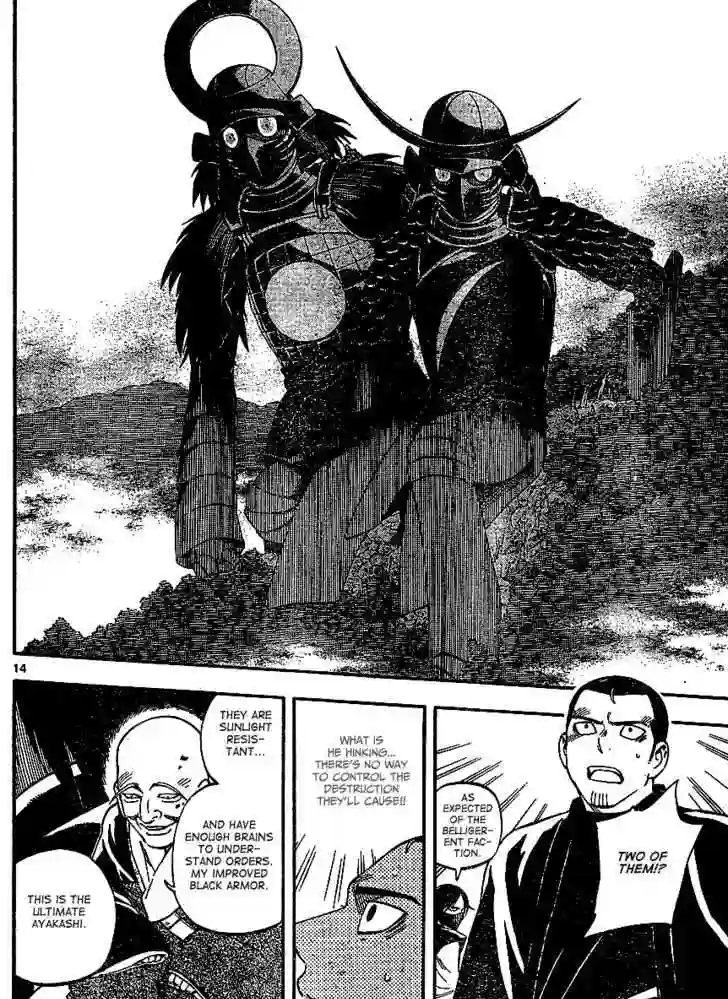 14
TWO OF
THEM!?
AS
EXPECTED
OF THE
BELLIGER-
ENT FAC-
TION.
WHAT IS
HE HINKING...
THERE'S NO WAY
TO CONTROL THE
DESTRUCTION
THEY'LL CAUSE!!
THEY ARE
SUNLIGHT
RESIS-
TANT...
AND HAVE
ENOUGH BRAINS
TO UNDER-
STAND ORDERS.
MY IMPROVED
BLACK ARMOR.
THIS IS THE
ULTIMATE
AYAKASHI.